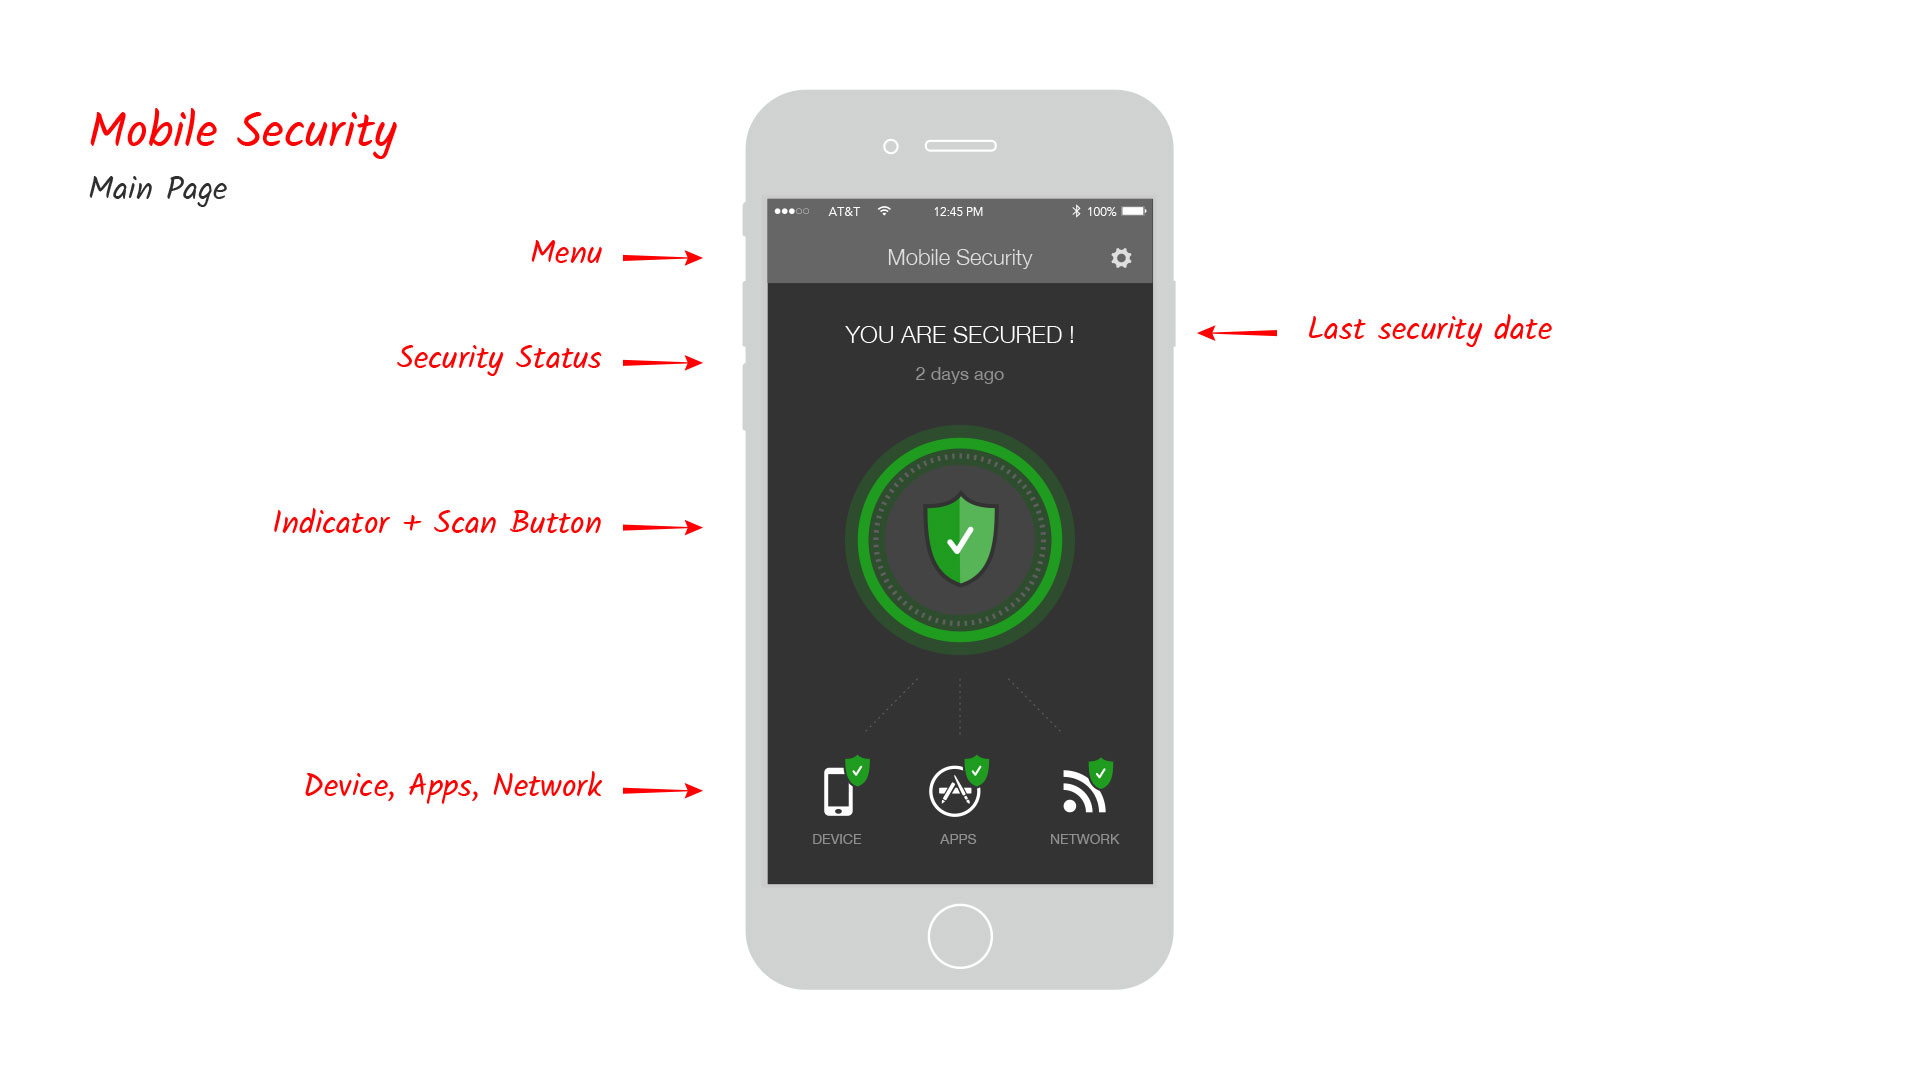 Mobile Security
Main Page
AT&T 12:45 PM 100%
Menu
Mobile Security
YOU ARE SECURED !
Last security date
Security Status
2 days ago
Indicator + Scan Button
Device, Apps, Network
DEVICE APPS NETWORK